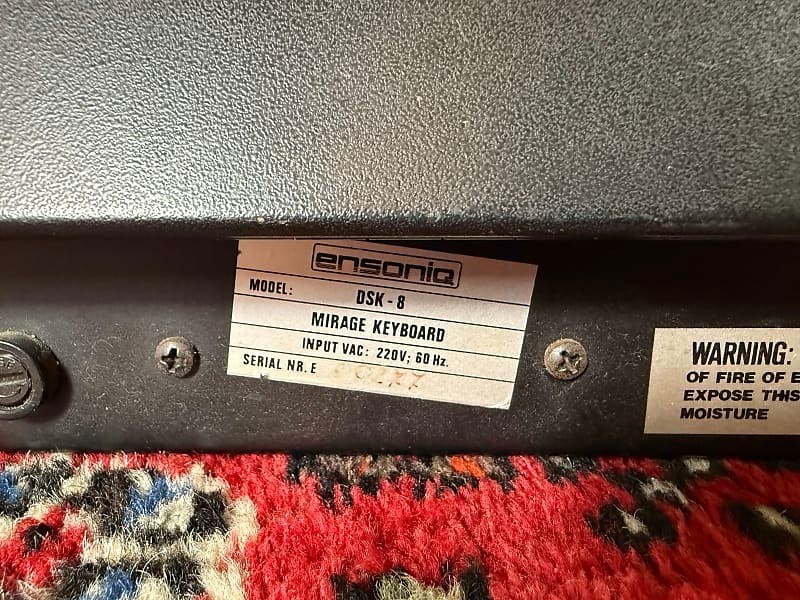 ensoniq
MODEL: DSK-8
MIRAGE KEYBOARD
INPUT VAC: 220V; 60 Hz.
SERIAL NR. E
WARNING:
OF FIRE OF E
EXPOSE THIS
MOISTURE